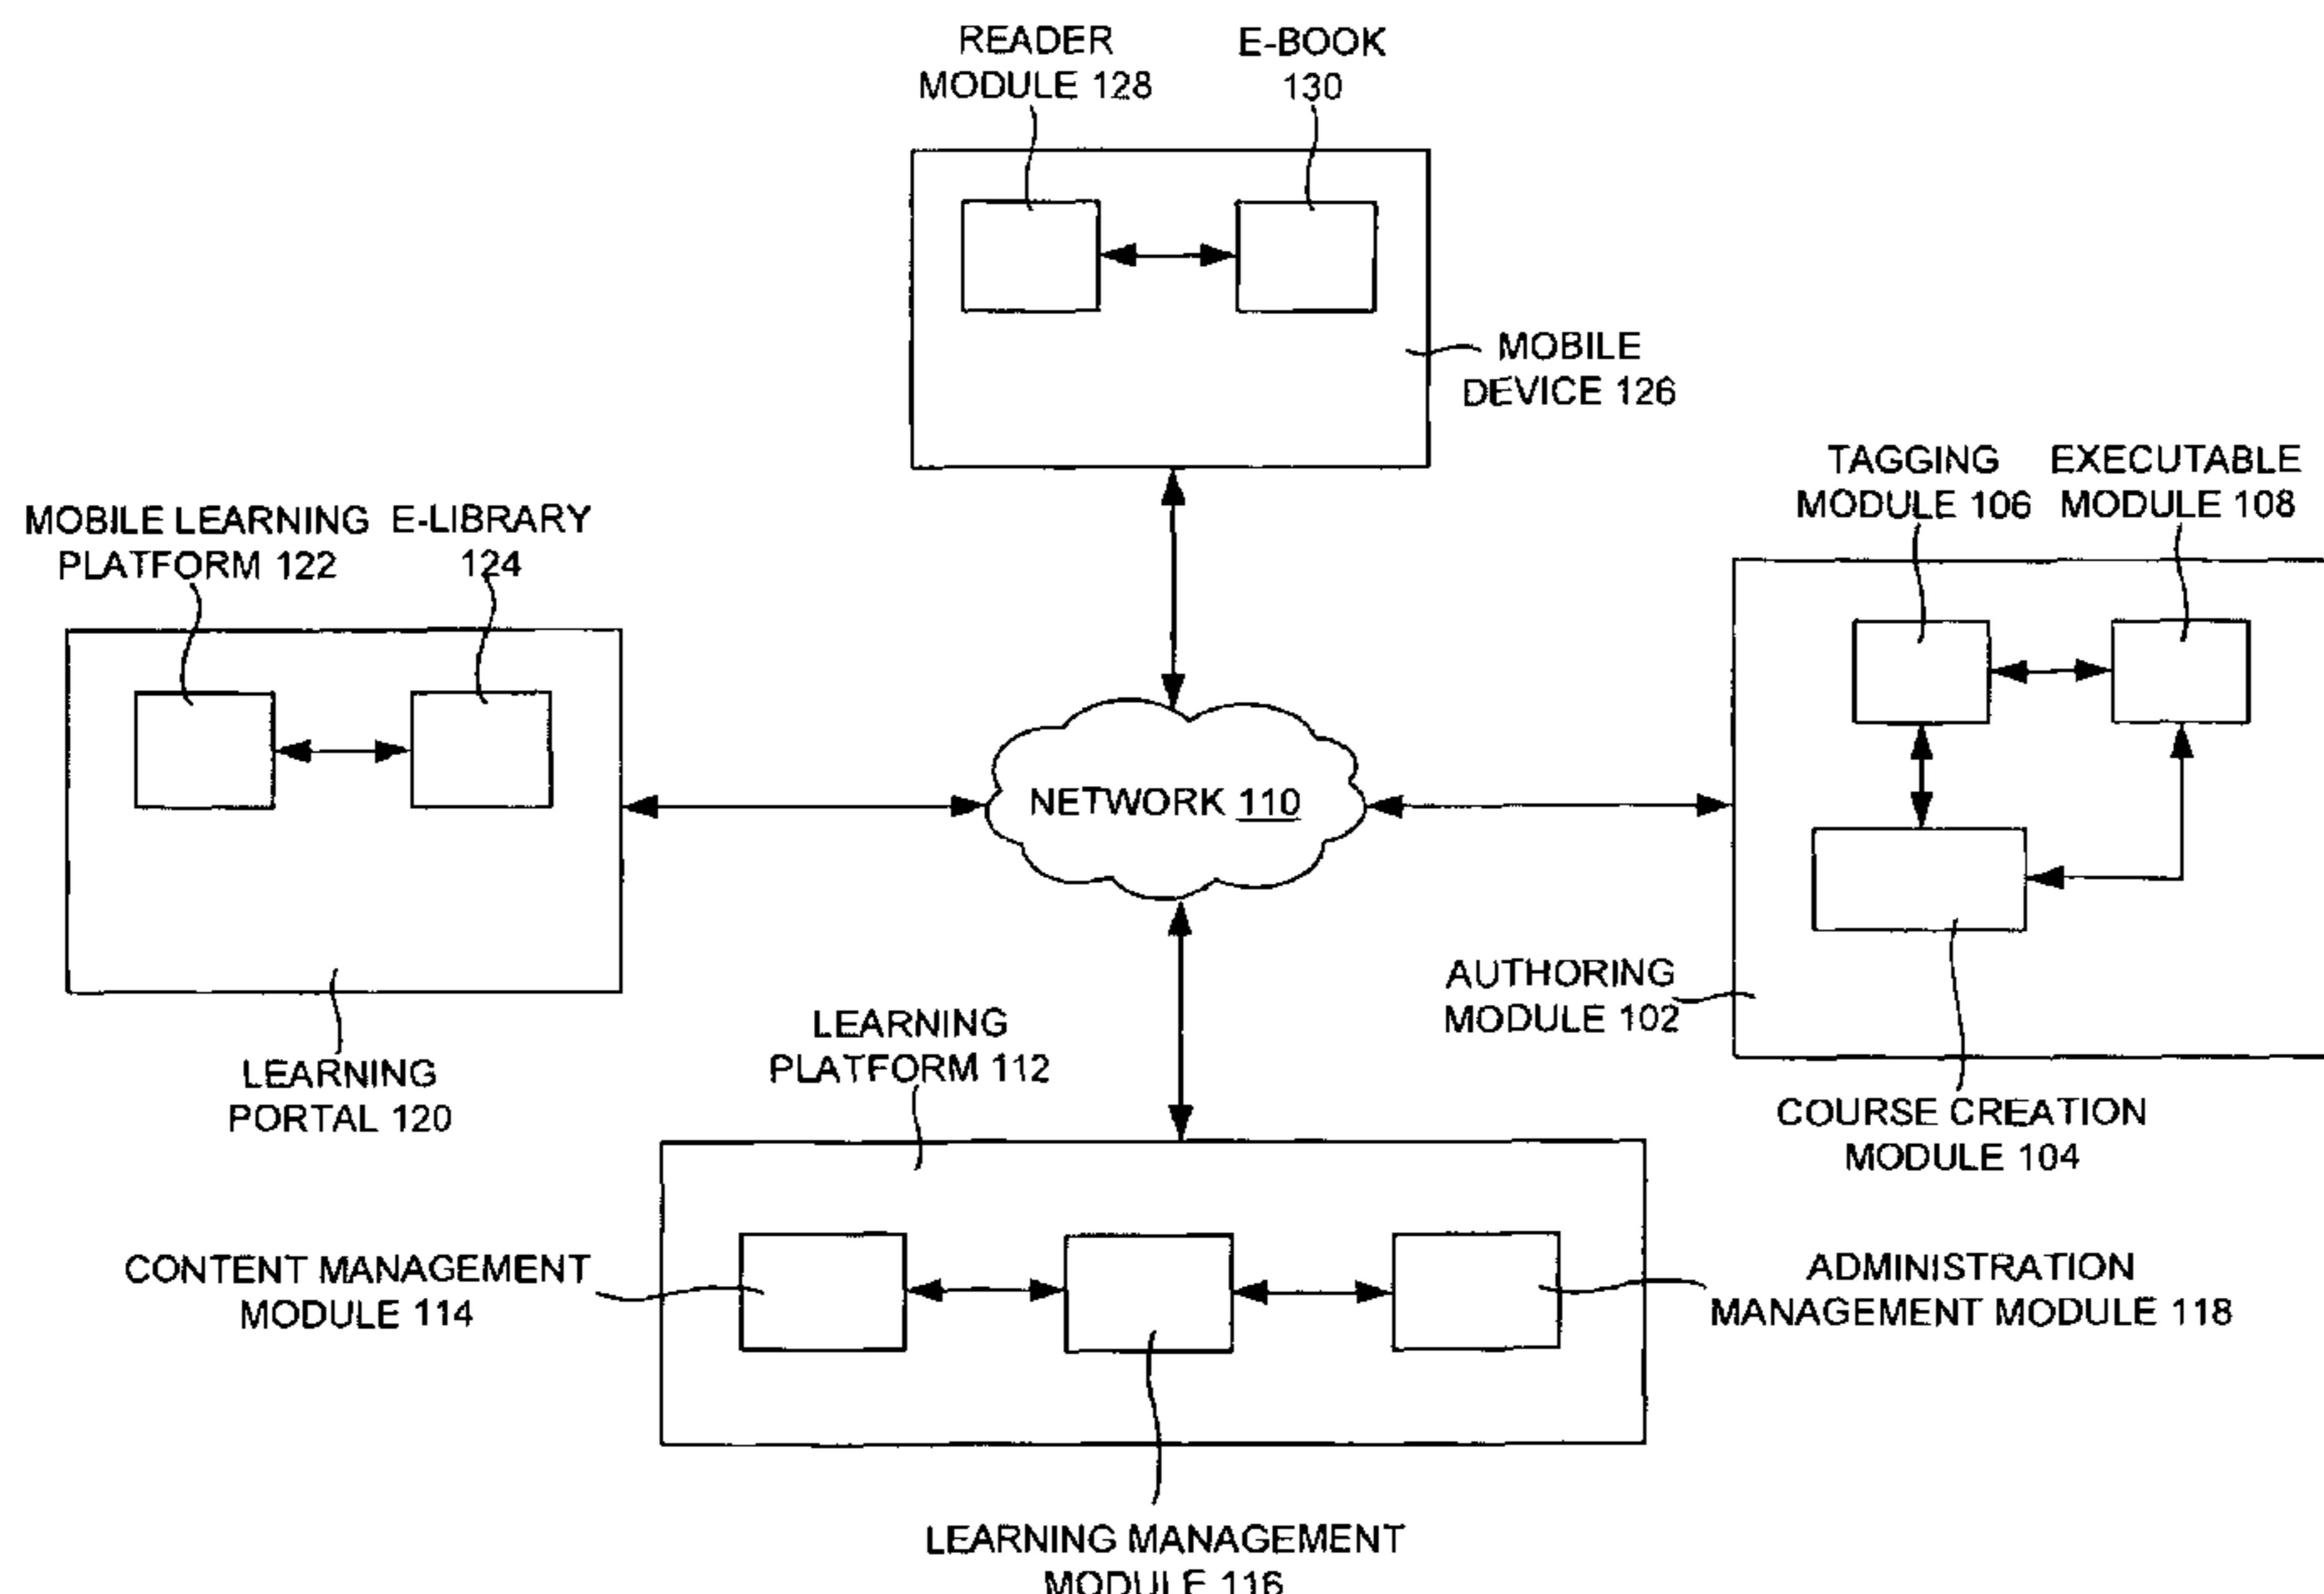 READER
MODULE 128
E-BOOK
130
MOBILE
DEVICE 126
TAGGING
MODULE 106
EXECUTABLE
MODULE 108
MOBILE LEARNING
PLATFORM 122
E-LIBRARY
124
NETWORK 110
AUTHORING
MODULE 102
LEARNING
PLATFORM 112
LEARNING
PORTAL 120
COURSE CREATION
MODULE 104
CONTENT MANAGEMENT
MODULE 114
ADMINISTRATION
MANAGEMENT MODULE 118
LEARNING MANAGEMENT
MODULE 116